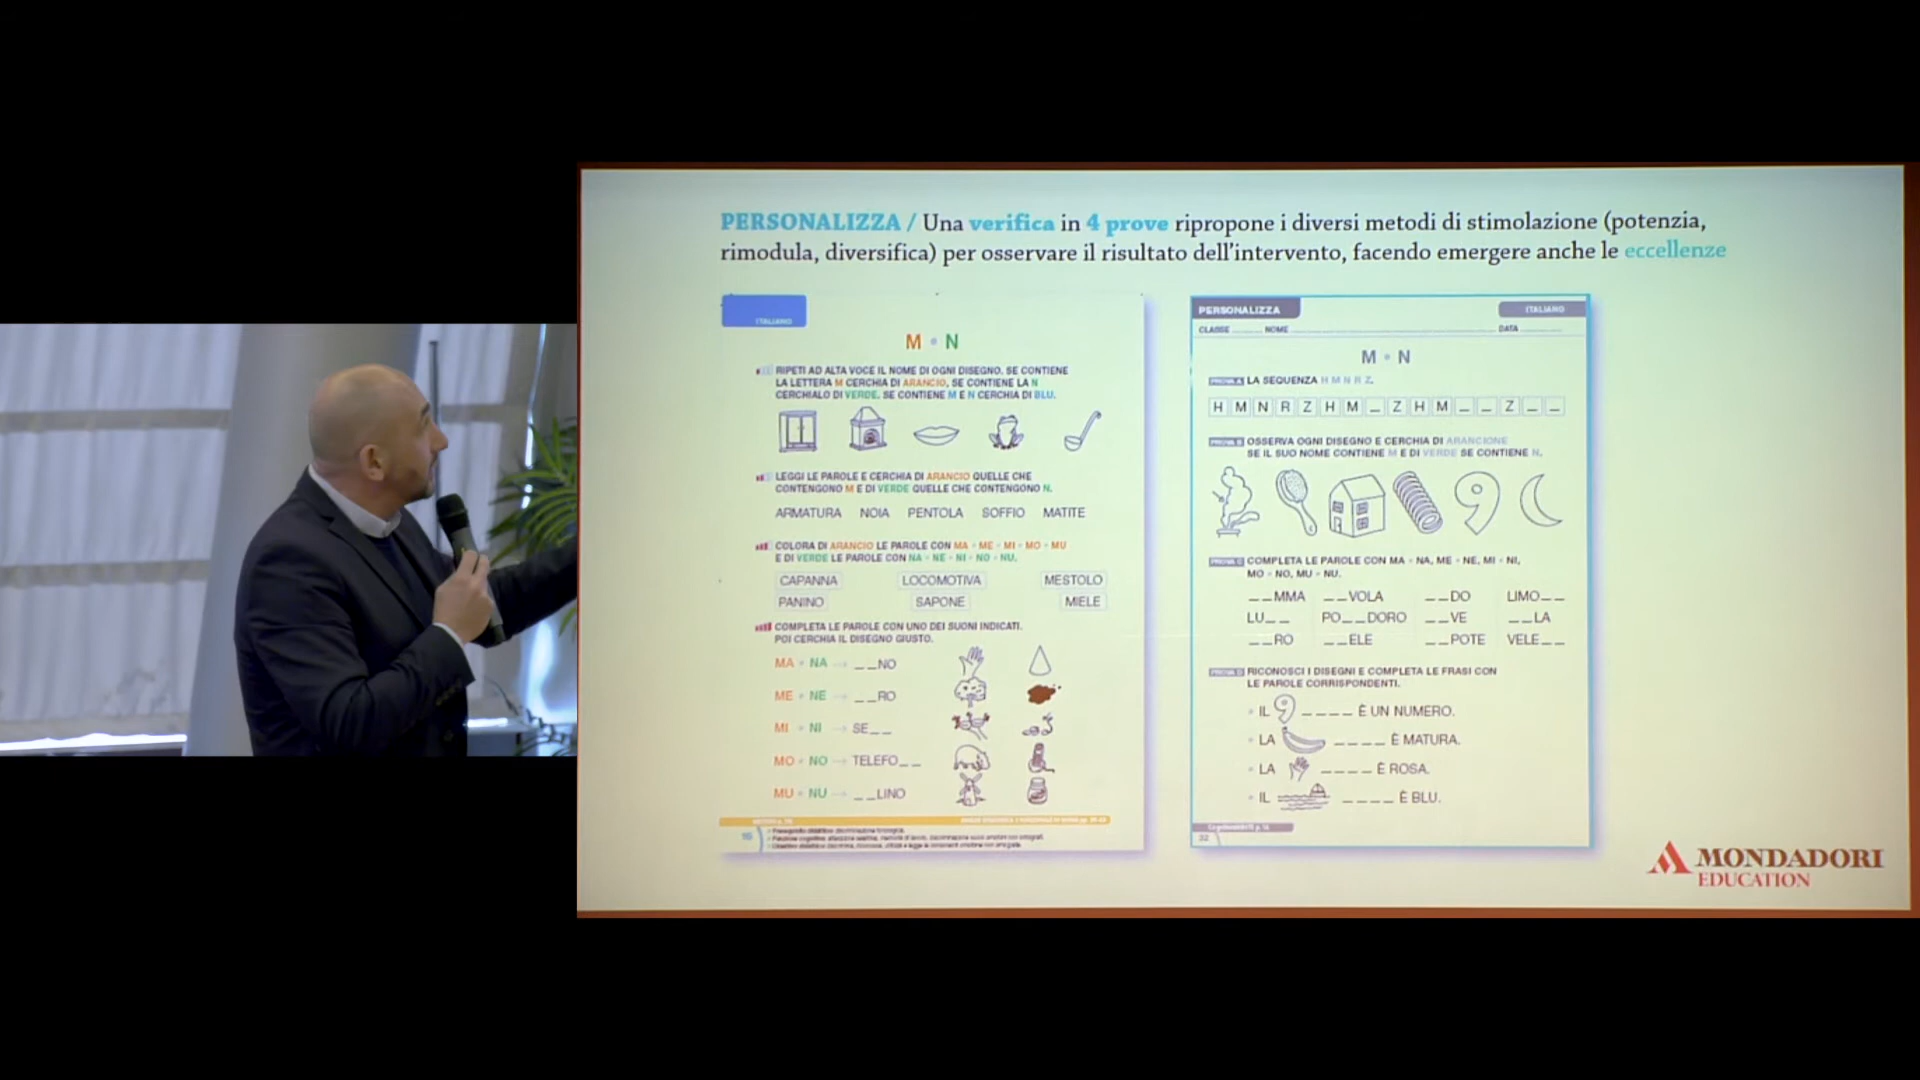 PERSONALIZZA / Una verifica in 4 prove ripropone i diversi metodi di stimolazione (potenzia,
rimodula, diversifica) per osservare il risultato dell'intervento, facendo emergere anche le eccellenze
ITALIANO
M • N
RIPETI AD ALTA VOCE IL NOME DI OGNI DISEGNO. SE CONTIENE
LA LETTERA M CERCHIA DI ARANCIO, SE CONTIENE LA N
CERCHIALO DI VERDE. SE CONTIENE M E N CERCHIA DI BLU.
LEGGI LE PAROLE E CERCHIA DI ARANCIO QUELLE CHE
CONTENGONO M E DI VERDE QUELLE CHE CONTENGONO N.
ARMATURA NOIA PENTOLA SOFFIO MATITE
COLORA DI ARANCIO LE PAROLE CON MA • ME • MI • MO • MU
E DI VERDE LE PAROLE CON NA • NE • NI • NO • NU.
CAPANNA LOCOMOTIVA MESTOLO
PANINO SAPONE MIELE
COMPLETA LE PAROLE CON UNO DEI SUONI INDICATI.
POI CERCHIA IL DISEGNO GIUSTO.
MA • NA → _ _NO
ME • NE → _ _RO
MI • NI → SE_ _
MO • NO → TELEFO_ _
MU • NU → _ _LINO
16
PERSONALIZZA
ITALIANO
CLASSE NOME DATA
M • N
PROVA A LA SEQUENZA H M N R Z.
H M N R Z H M _ Z H M _ _ Z _ _
PROVA B OSSERVA OGNI DISEGNO E CERCHIA DI ARANCIONE
SE IL SUO NOME CONTIENE M E DI VERDE SE CONTIENE N.
PROVA C COMPLETA LE PAROLE CON MA • NA, ME • NE, MI • NI,
MO • NO, MU • NU.
_ _MMA _ _VOLA _ _DO LIMO_ _
LU_ _ PO_ _DORO _ _VE _ _LA
_ _RO _ _ELE _ _POTE VELE_ _
PROVA D RICONOSCI I DISEGNI E COMPLETA LE FRASI CON
LE PAROLE CORRISPONDENTI.
• IL 9 _ _ _ _ È UN NUMERO.
• LA _ _ _ _ È MATURA.
• LA _ _ _ _ È ROSA.
• IL _ _ _ _ È BLU.
32
MONDADORI
EDUCATION